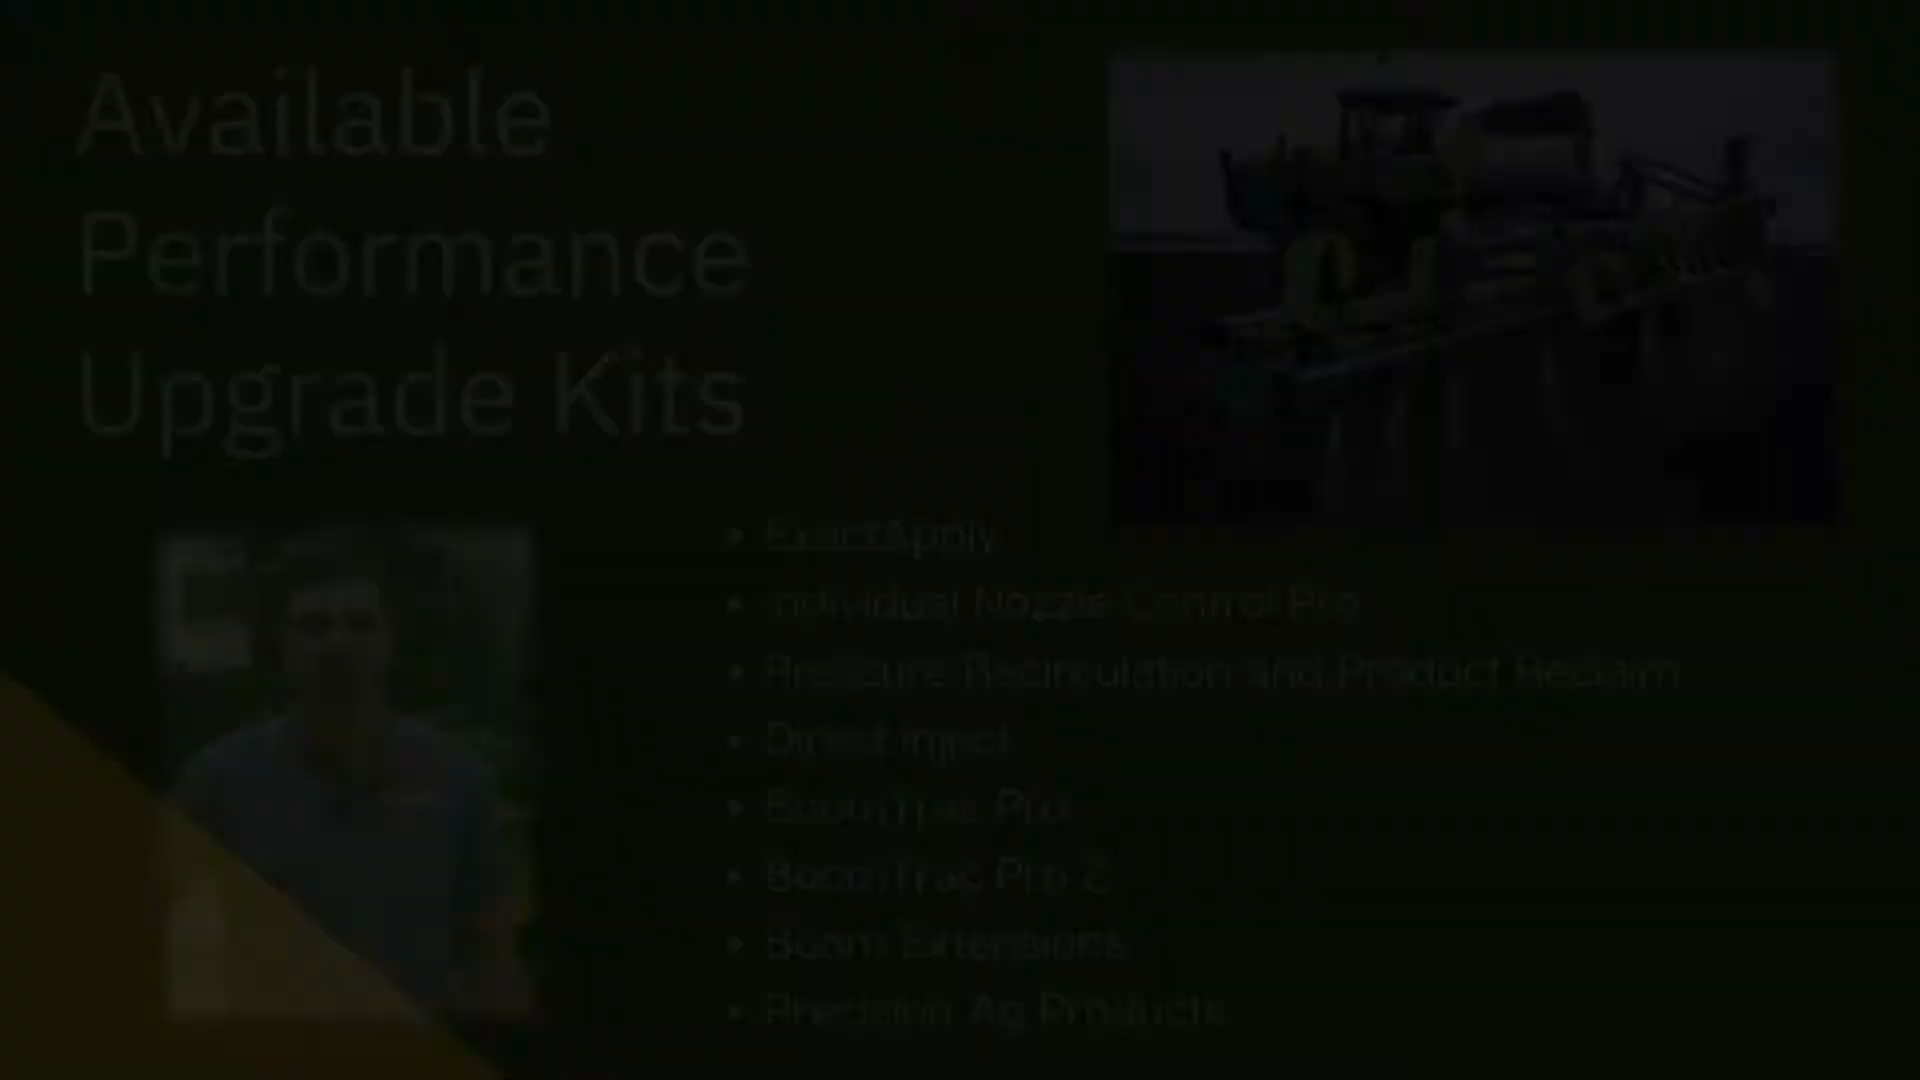 Available
Performance
Upgrade Kits
• ExactApply
• Individual Nozzle Control Pro
• Pressure Recirculation and Product Reclaim
• Direct Inject
• BoomTrac Pro
• BoomTrac Pro 2
• Boom Extensions
• Precision Ag Products